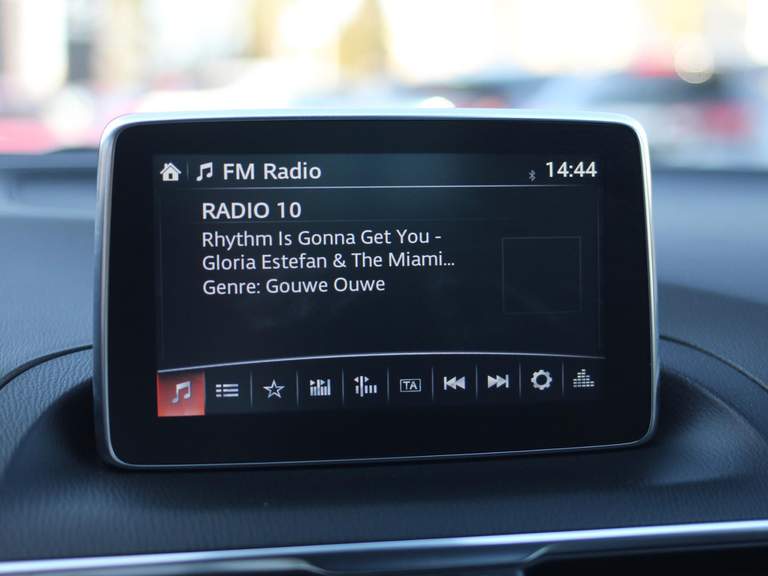 FM Radio 14:44
RADIO 10
Rhythm Is Gonna Get You -
Gloria Estefan & The Miami...
Genre: Gouwe Ouwe
TA